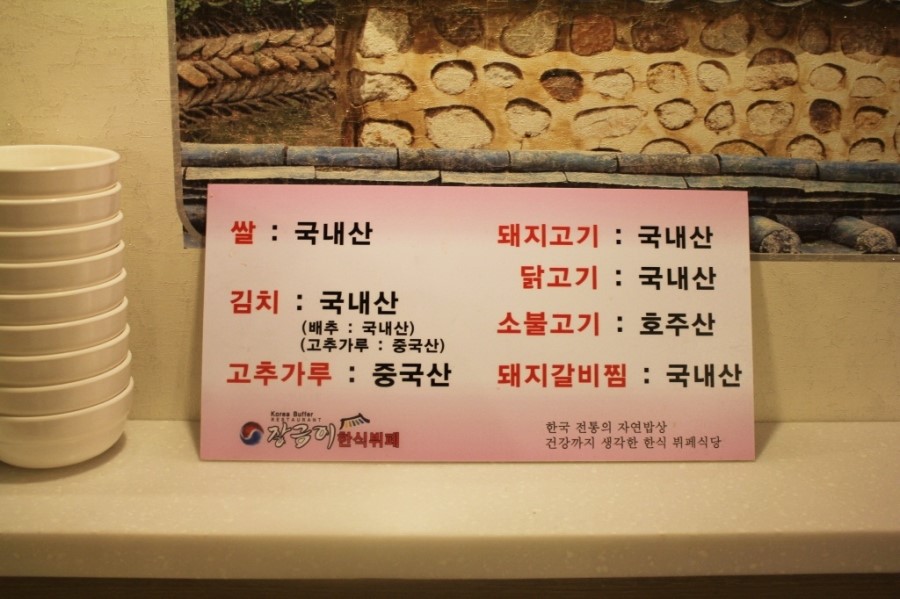 쌀 : 국내산
김치 : 국내산
(배추 : 국내산)
(고추가루 : 중국산)
고추가루 : 중국산
돼지고기 : 국내산
닭고기 : 국내산
소불고기 : 호주산
돼지갈비찜 : 국내산
Korea Buffer
RESTAURANT
장금이한식뷔페
한국 전통의 자연밥상
건강까지 생각한 한식 뷔페식당